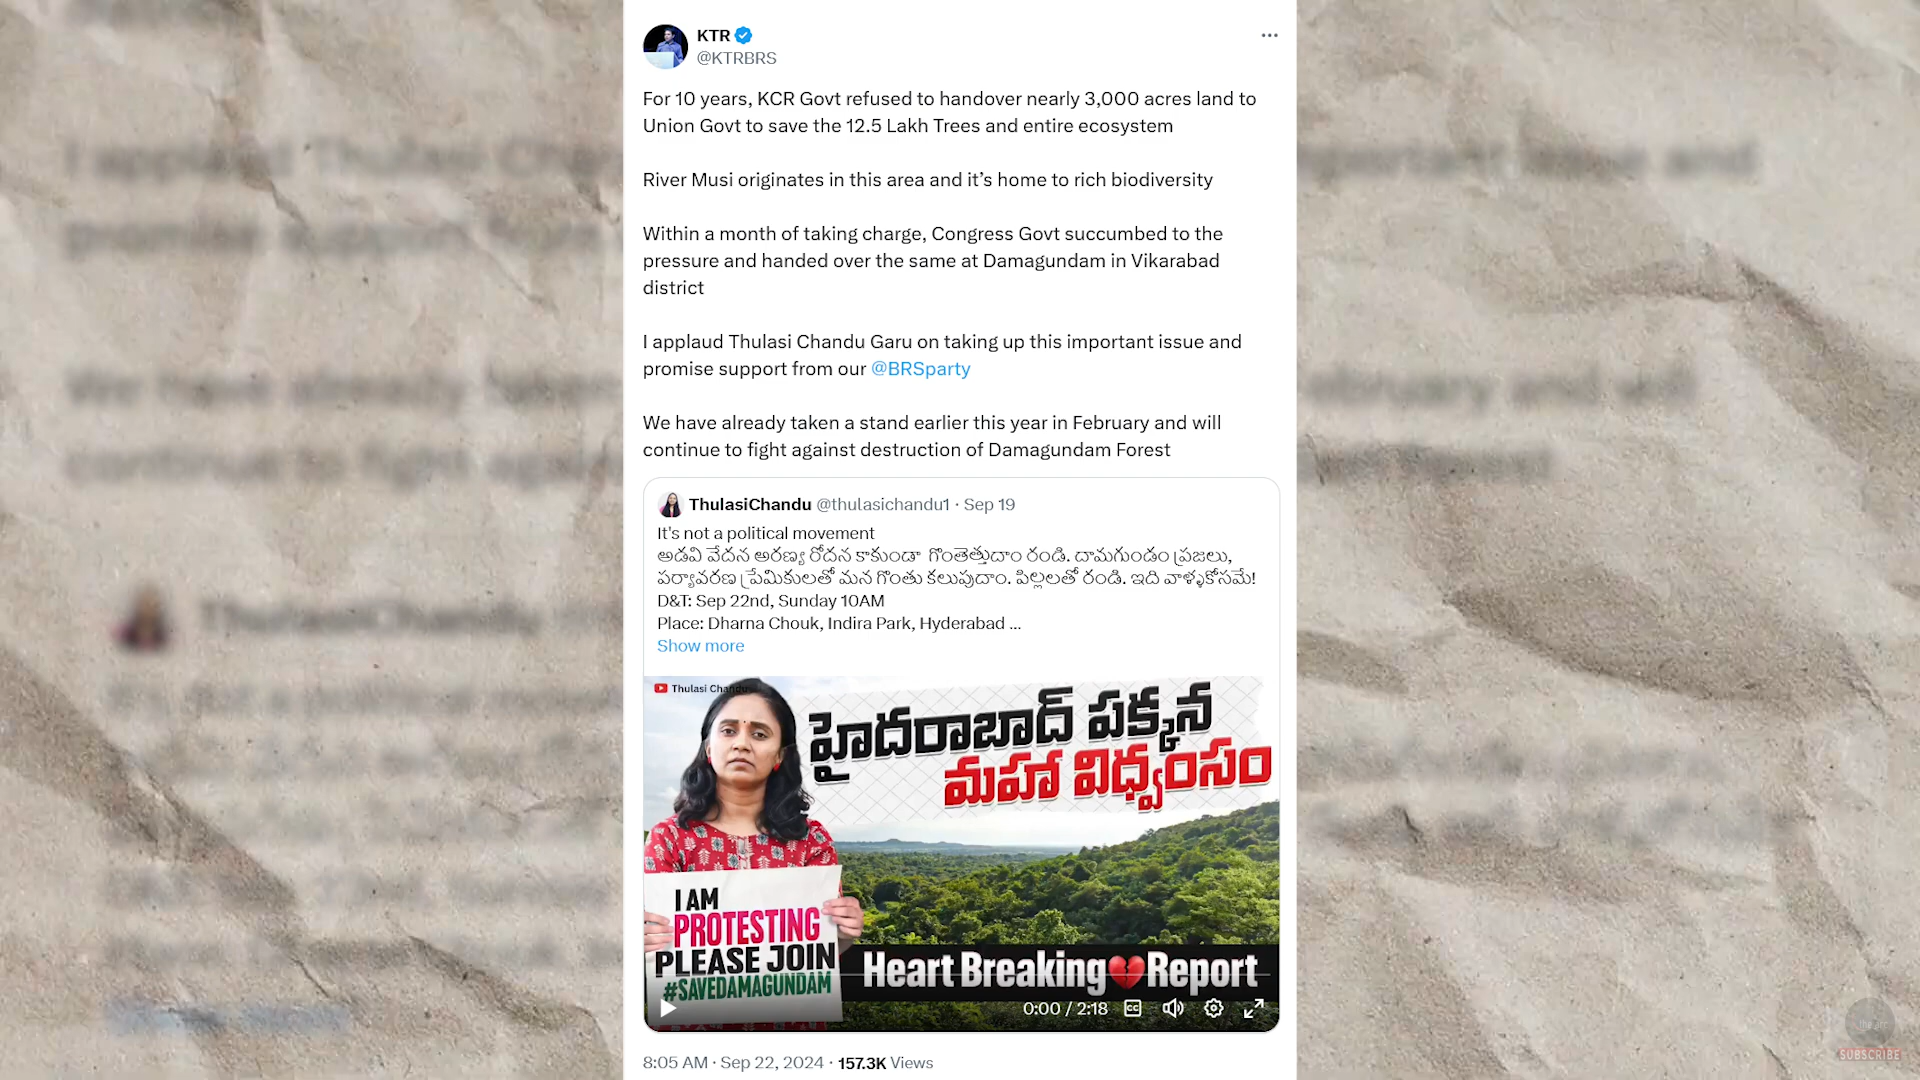 KTR
@KTRBRS
For 10 years, KCR Govt refused to handover nearly 3,000 acres land to
Union Govt to save the 12.5 Lakh Trees and entire ecosystem
River Musi originates in this area and it’s home to rich biodiversity
Within a month of taking charge, Congress Govt succumbed to the
pressure and handed over the same at Damagundam in Vikarabad
district
I applaud Thulasi Chandu Garu on taking up this important issue and
promise support from our @BRSparty
We have already taken a stand earlier this year in February and will
continue to fight against destruction of Damagundam Forest
ThulasiChandu @thulasichandu1 · Sep 19
It's not a political movement
అడవి వేదన అరణ్య రోదన కాకుండా గొంతెత్తుదాం రండి. దామగుండం ప్రజలు,
పర్యావరణ ప్రేమికులతో మన గొంతు కలుపుదాం. పిల్లలతో రండి. ఇది వాళ్ళకోసమే!
D&T: Sep 22nd, Sunday 10AM
Place: Dharna Chouk, Indira Park, Hyderabad ...
Show more
Thulasi Chandu
హైదరాబాద్ పక్కన
మహా విధ్వంసం
I AM
PROTESTING
PLEASE JOIN
#SAVEDAMAGUNDAM
Heart Breaking💔Report
0:00 / 2:18
CC
8:05 AM · Sep 22, 2024 · 157.3K Views
SUBSCRIBE